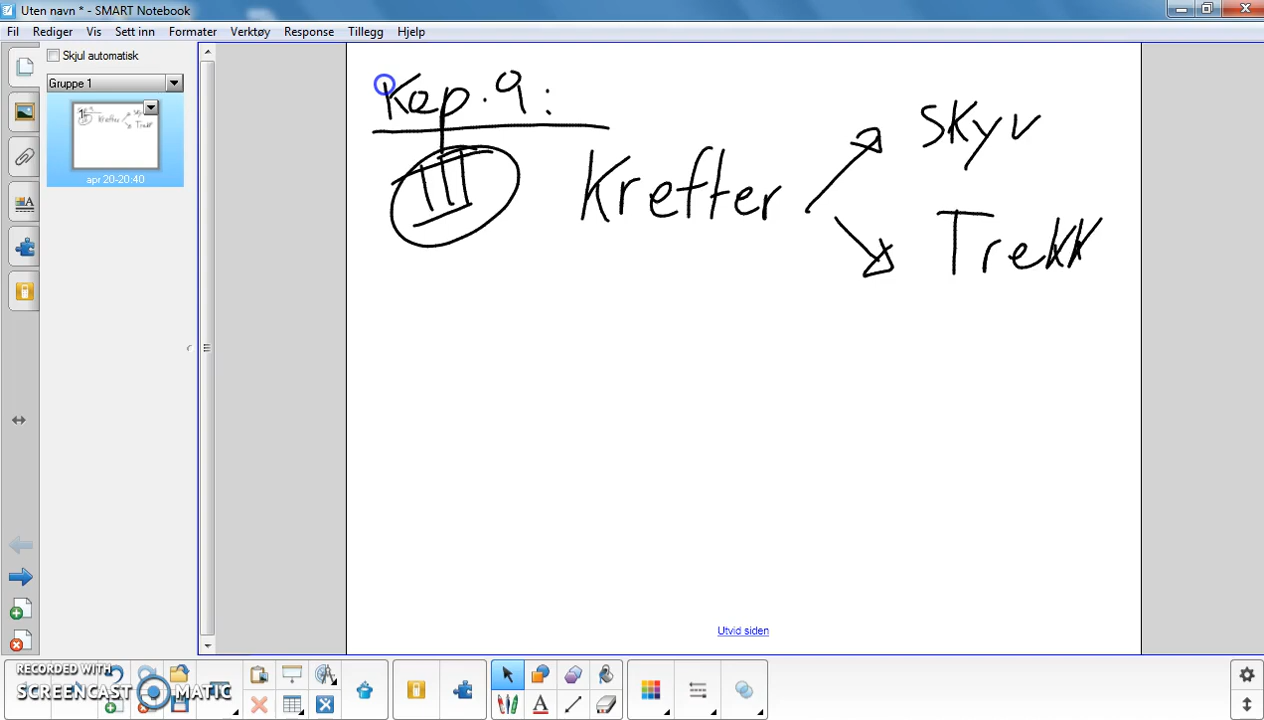 Uten navn * - SMART Notebook
Fil Rediger Vis Sett inn Formater Verktøy Response Tillegg Hjelp
Skjul automatisk
Gruppe 1
apr 20-20:40
Kap. 9:
III Krefter
Skyv
Trekk
Utvid siden
RECORDED WITH
SCREENCAST MATIC